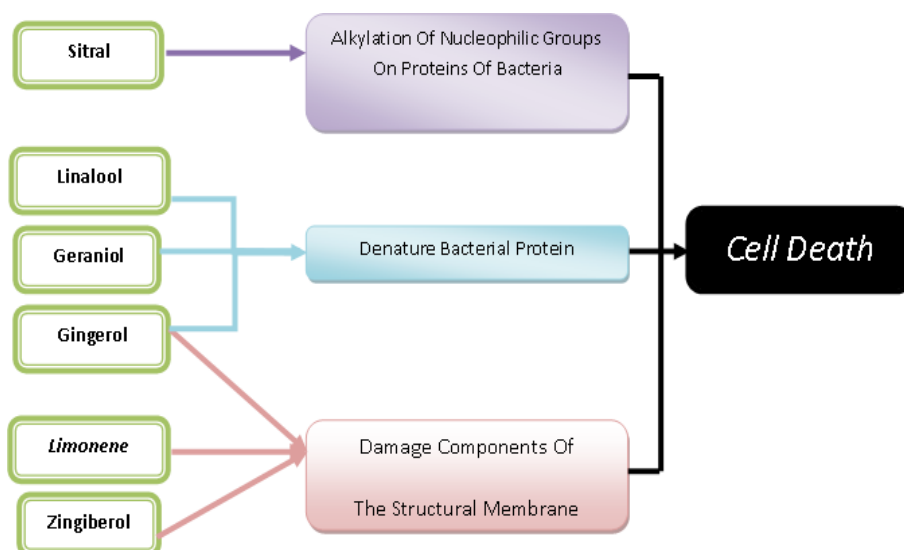 Sitral
Alkylation Of Nucleophilic Groups
On Proteins Of Bacteria
Linalool
Geraniol
Gingerol
Denature Bacterial Protein
Cell Death
Limonene
Zingiberol
Damage Components Of
The Structural Membrane